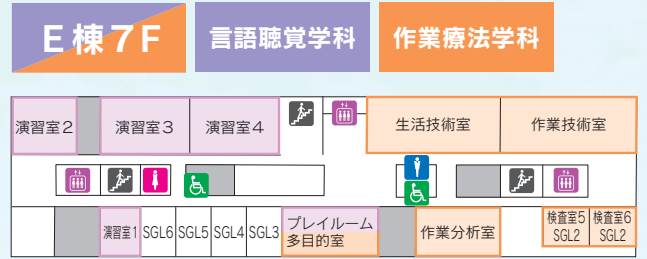 E棟7F
言語聴覚学科
作業療法学科
演習室2
演習室3
演習室4
生活技術室
作業技術室
演習室1
SGL6
SGL5
SGL4
SGL3
プレイルーム
多目的室
作業分析室
検査室5
SGL2
検査室6
SGL2